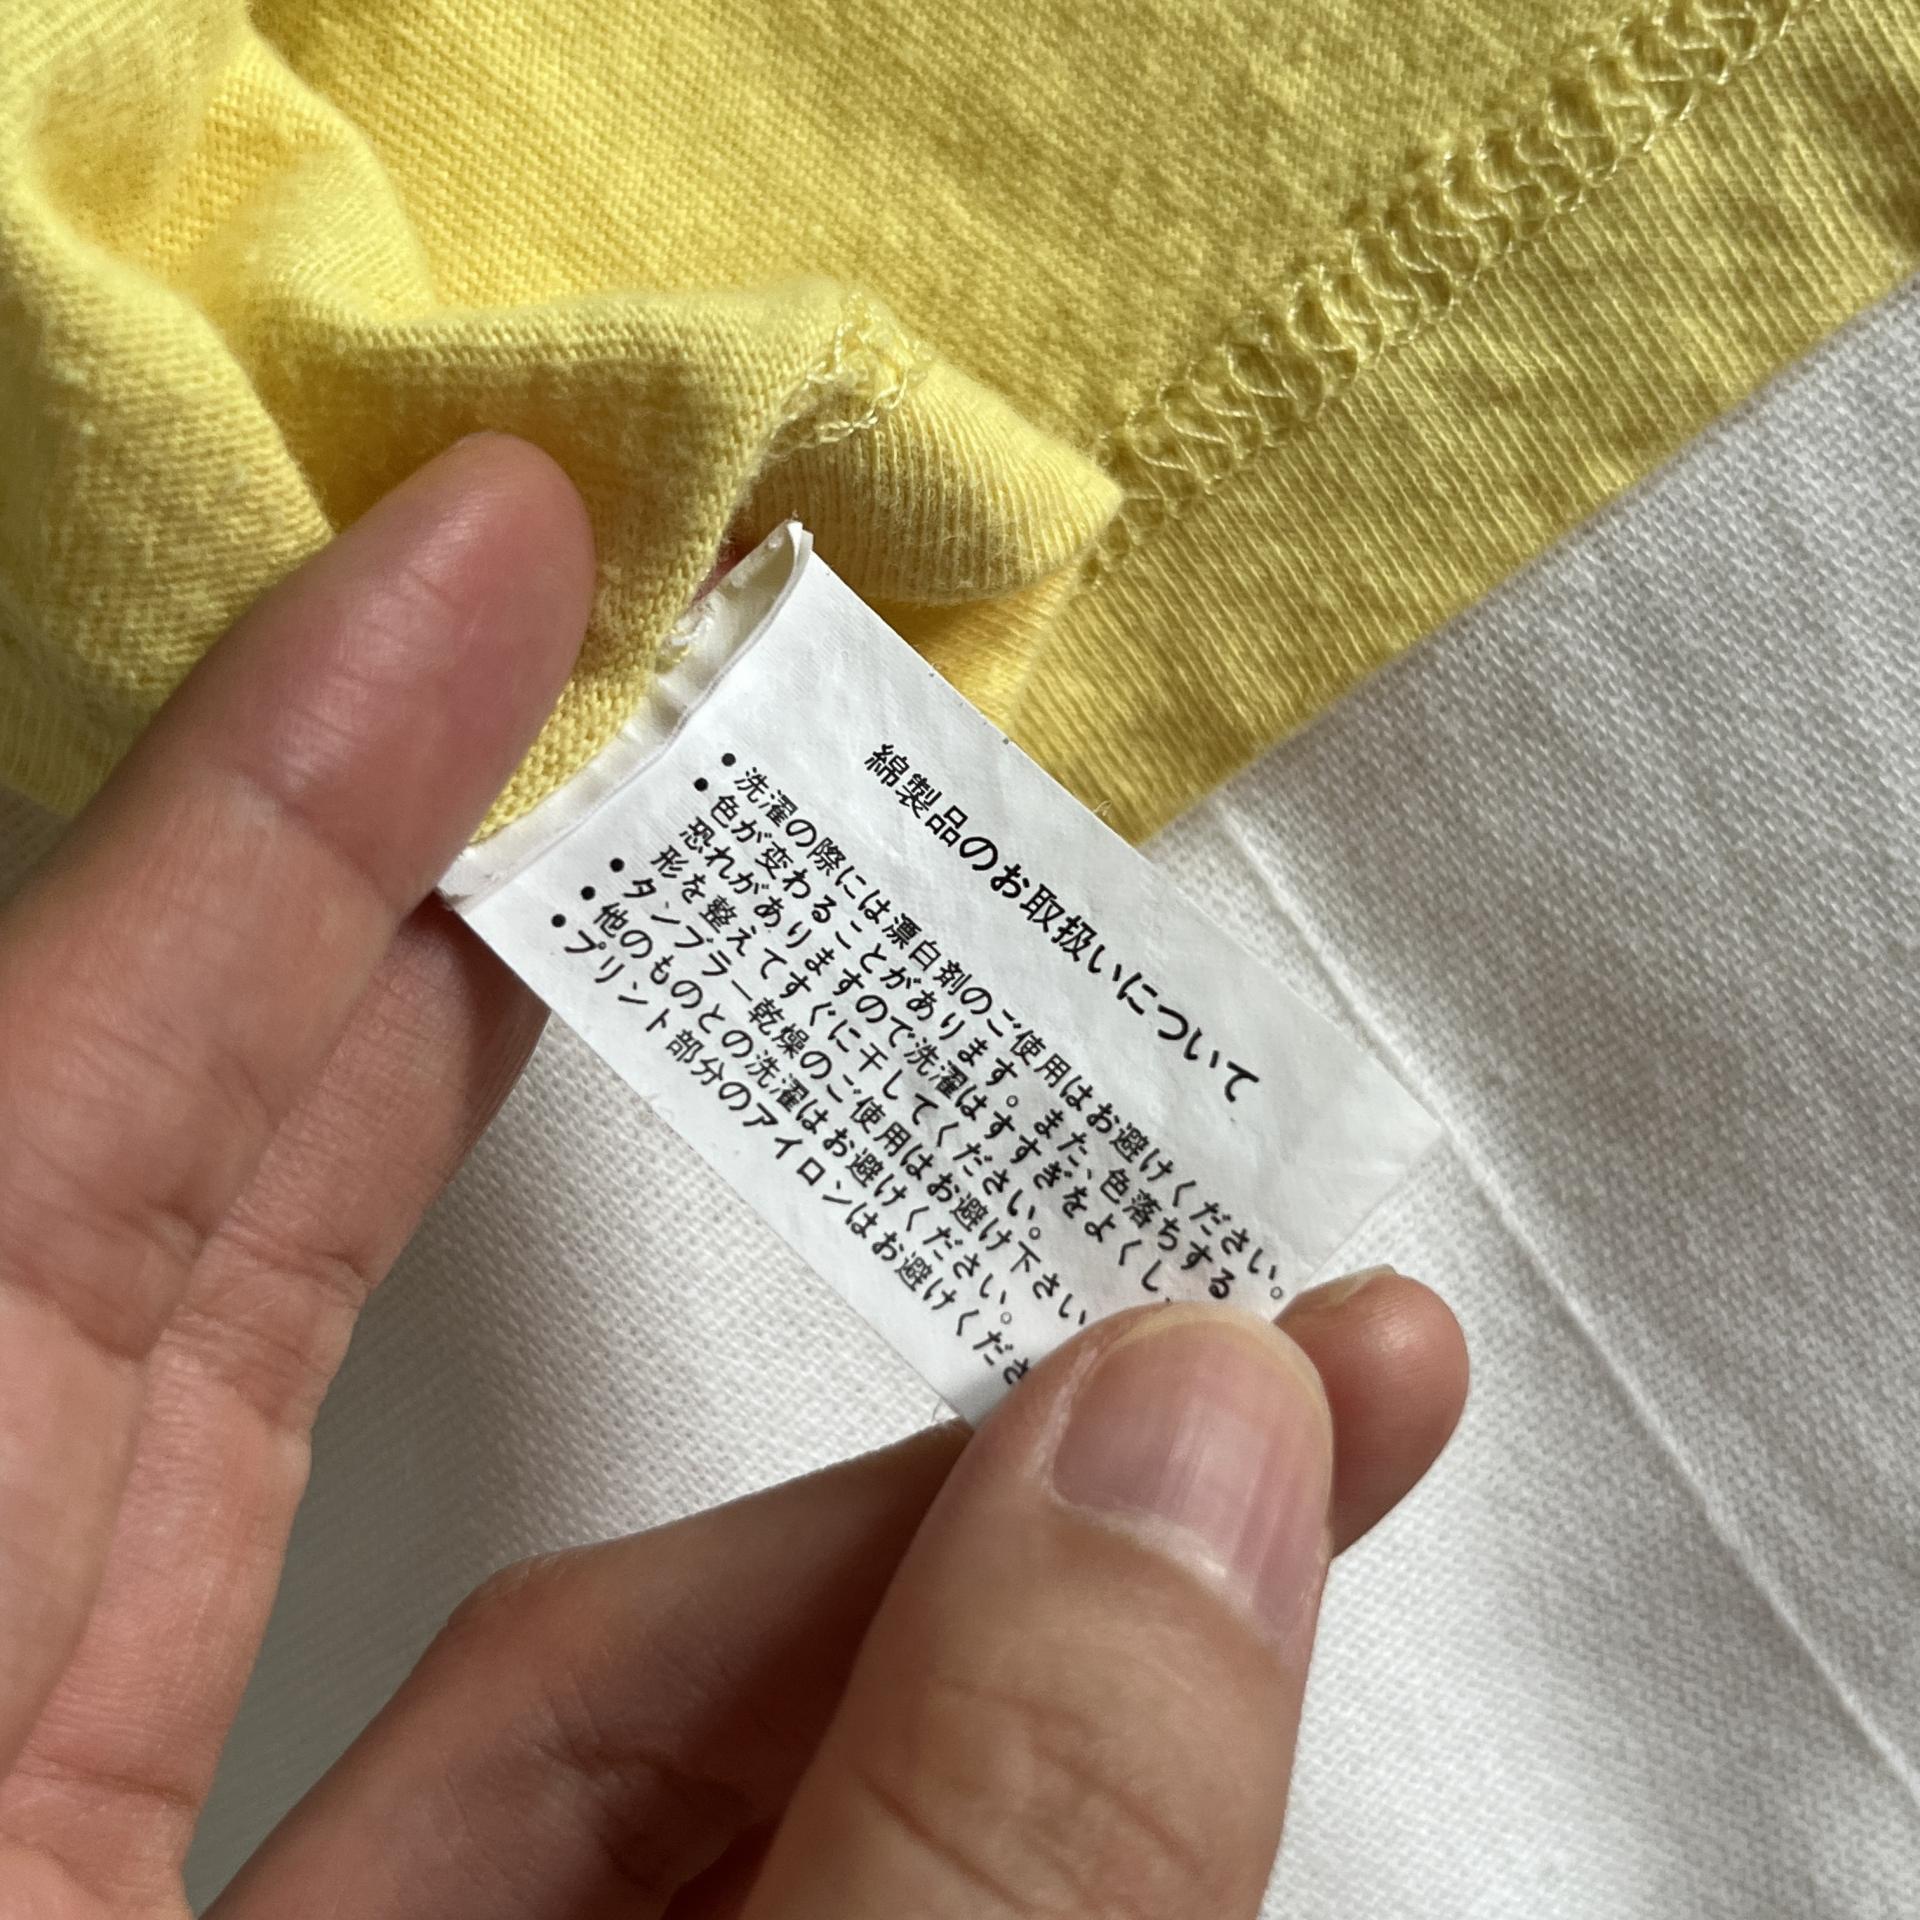 綿製品のお取扱いについて
•洗濯の際には漂白剤のご使用はお避けください。
•色が変わることがあります。また、色落ちする
恐れがありますので洗濯はすすぎをよくし、
形を整えてすぐに干してください。
•タンブラー乾燥のご使用はお避け下さい
•他のものとの洗濯はお避けください。
•プリント部分のアイロンはお避けくださ